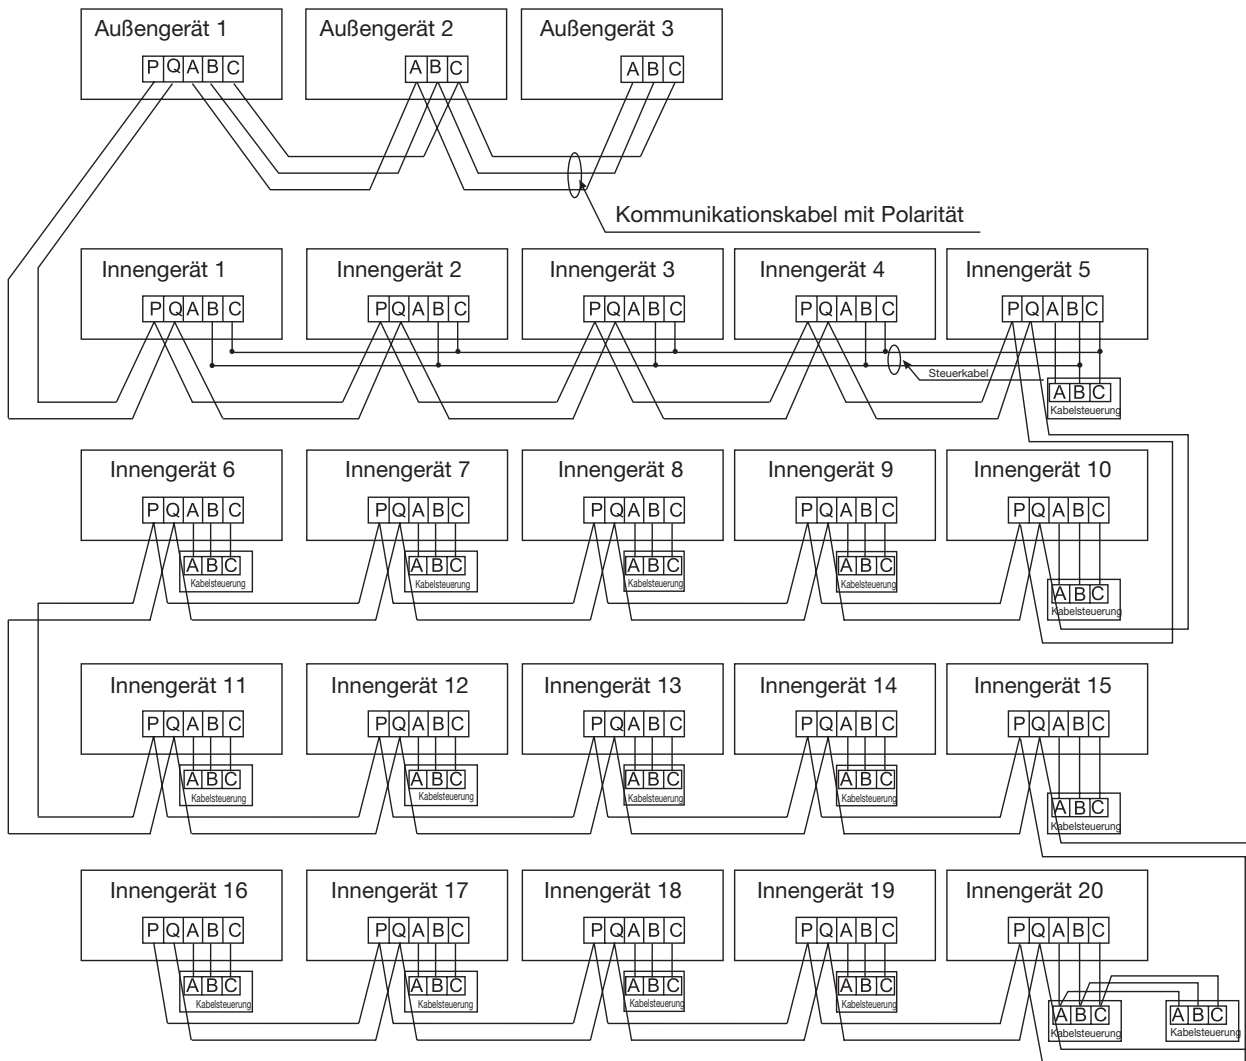 Außengerät 1 Außengerät 2 Außengerät 3
P Q A B C A B C A B C
Kommunikationskabel mit Polarität
Innengerät 1 Innengerät 2 Innengerät 3 Innengerät 4 Innengerät 5
P Q A B C P Q A B C P Q A B C P Q A B C P Q A B C
Steuerkabel
A B C
Kabelsteuerung
Innengerät 6 Innengerät 7 Innengerät 8 Innengerät 9 Innengerät 10
P Q A B C P Q A B C P Q A B C P Q A B C P Q A B C
A B C A B C A B C A B C A B C
Kabelsteuerung Kabelsteuerung Kabelsteuerung Kabelsteuerung Kabelsteuerung
Innengerät 11 Innengerät 12 Innengerät 13 Innengerät 14 Innengerät 15
P Q A B C P Q A B C P Q A B C P Q A B C P Q A B C
A B C A B C A B C A B C A B C
Kabelsteuerung Kabelsteuerung Kabelsteuerung Kabelsteuerung Kabelsteuerung
Innengerät 16 Innengerät 17 Innengerät 18 Innengerät 19 Innengerät 20
P Q A B C P Q A B C P Q A B C P Q A B C P Q A B C
A B C A B C A B C A B C A B C A B C
Kabelsteuerung Kabelsteuerung Kabelsteuerung Kabelsteuerung Kabelsteuerung Kabelsteuerung